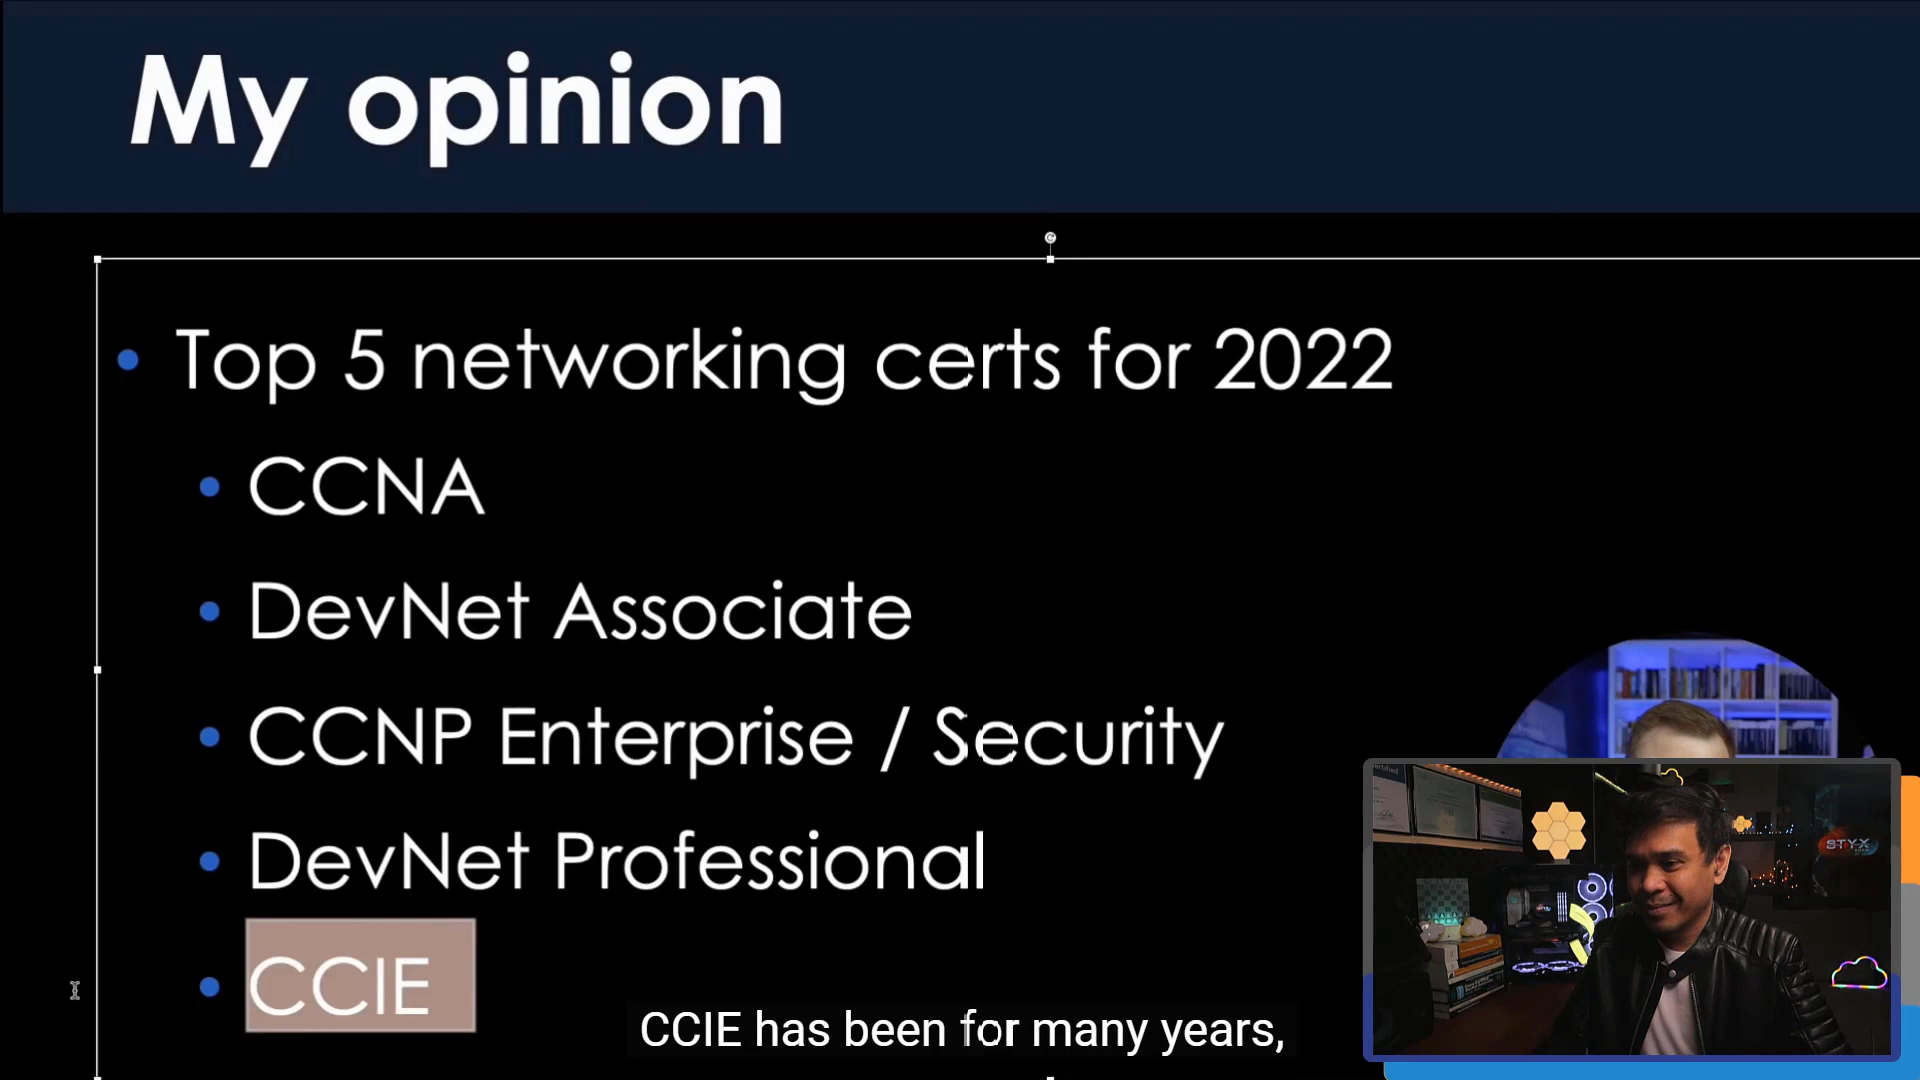 My opinion
Top 5 networking certs for 2022
CCNA
DevNet Associate
CCNP Enterprise / Security
DevNet Professional
CCIE
CCIE has been for many years,
STYX